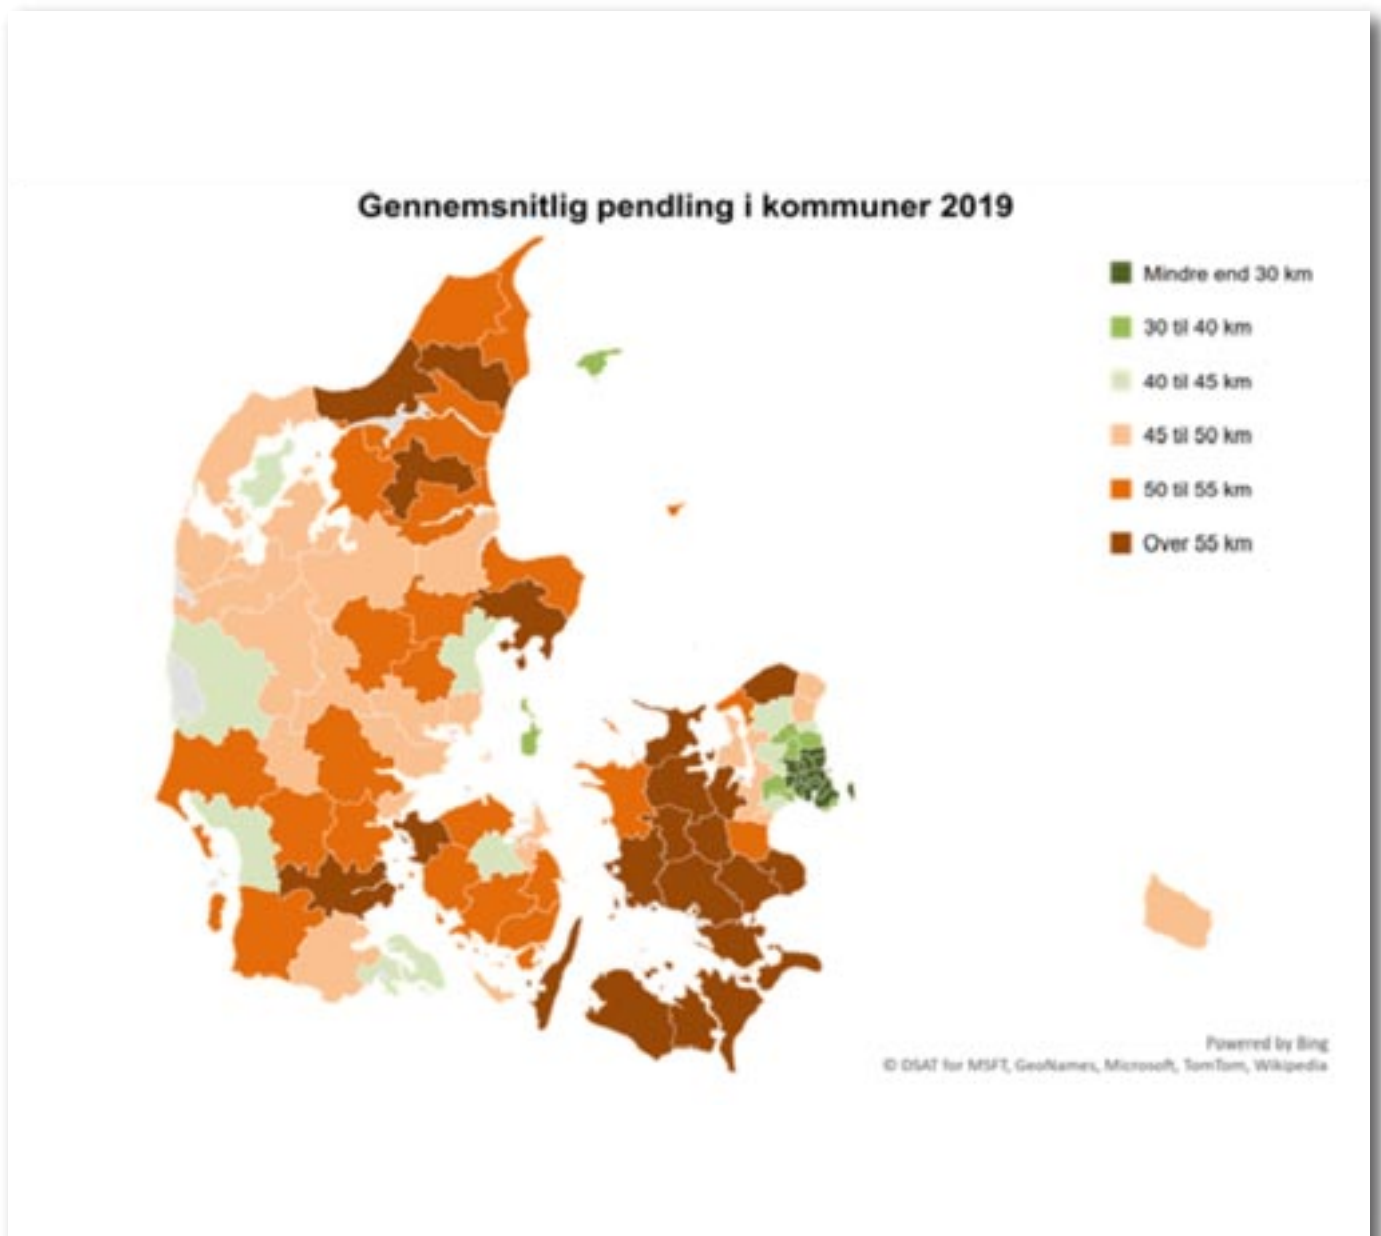 Gennemsnitlig pendling i kommuner 2019
Mindre end 30 km
30 til 40 km
40 til 45 km
45 til 50 km
50 til 55 km
Over 55 km
Powered by Bing
© DSAT for MSFT, GeoNames, Microsoft, TomTom, Wikipedia